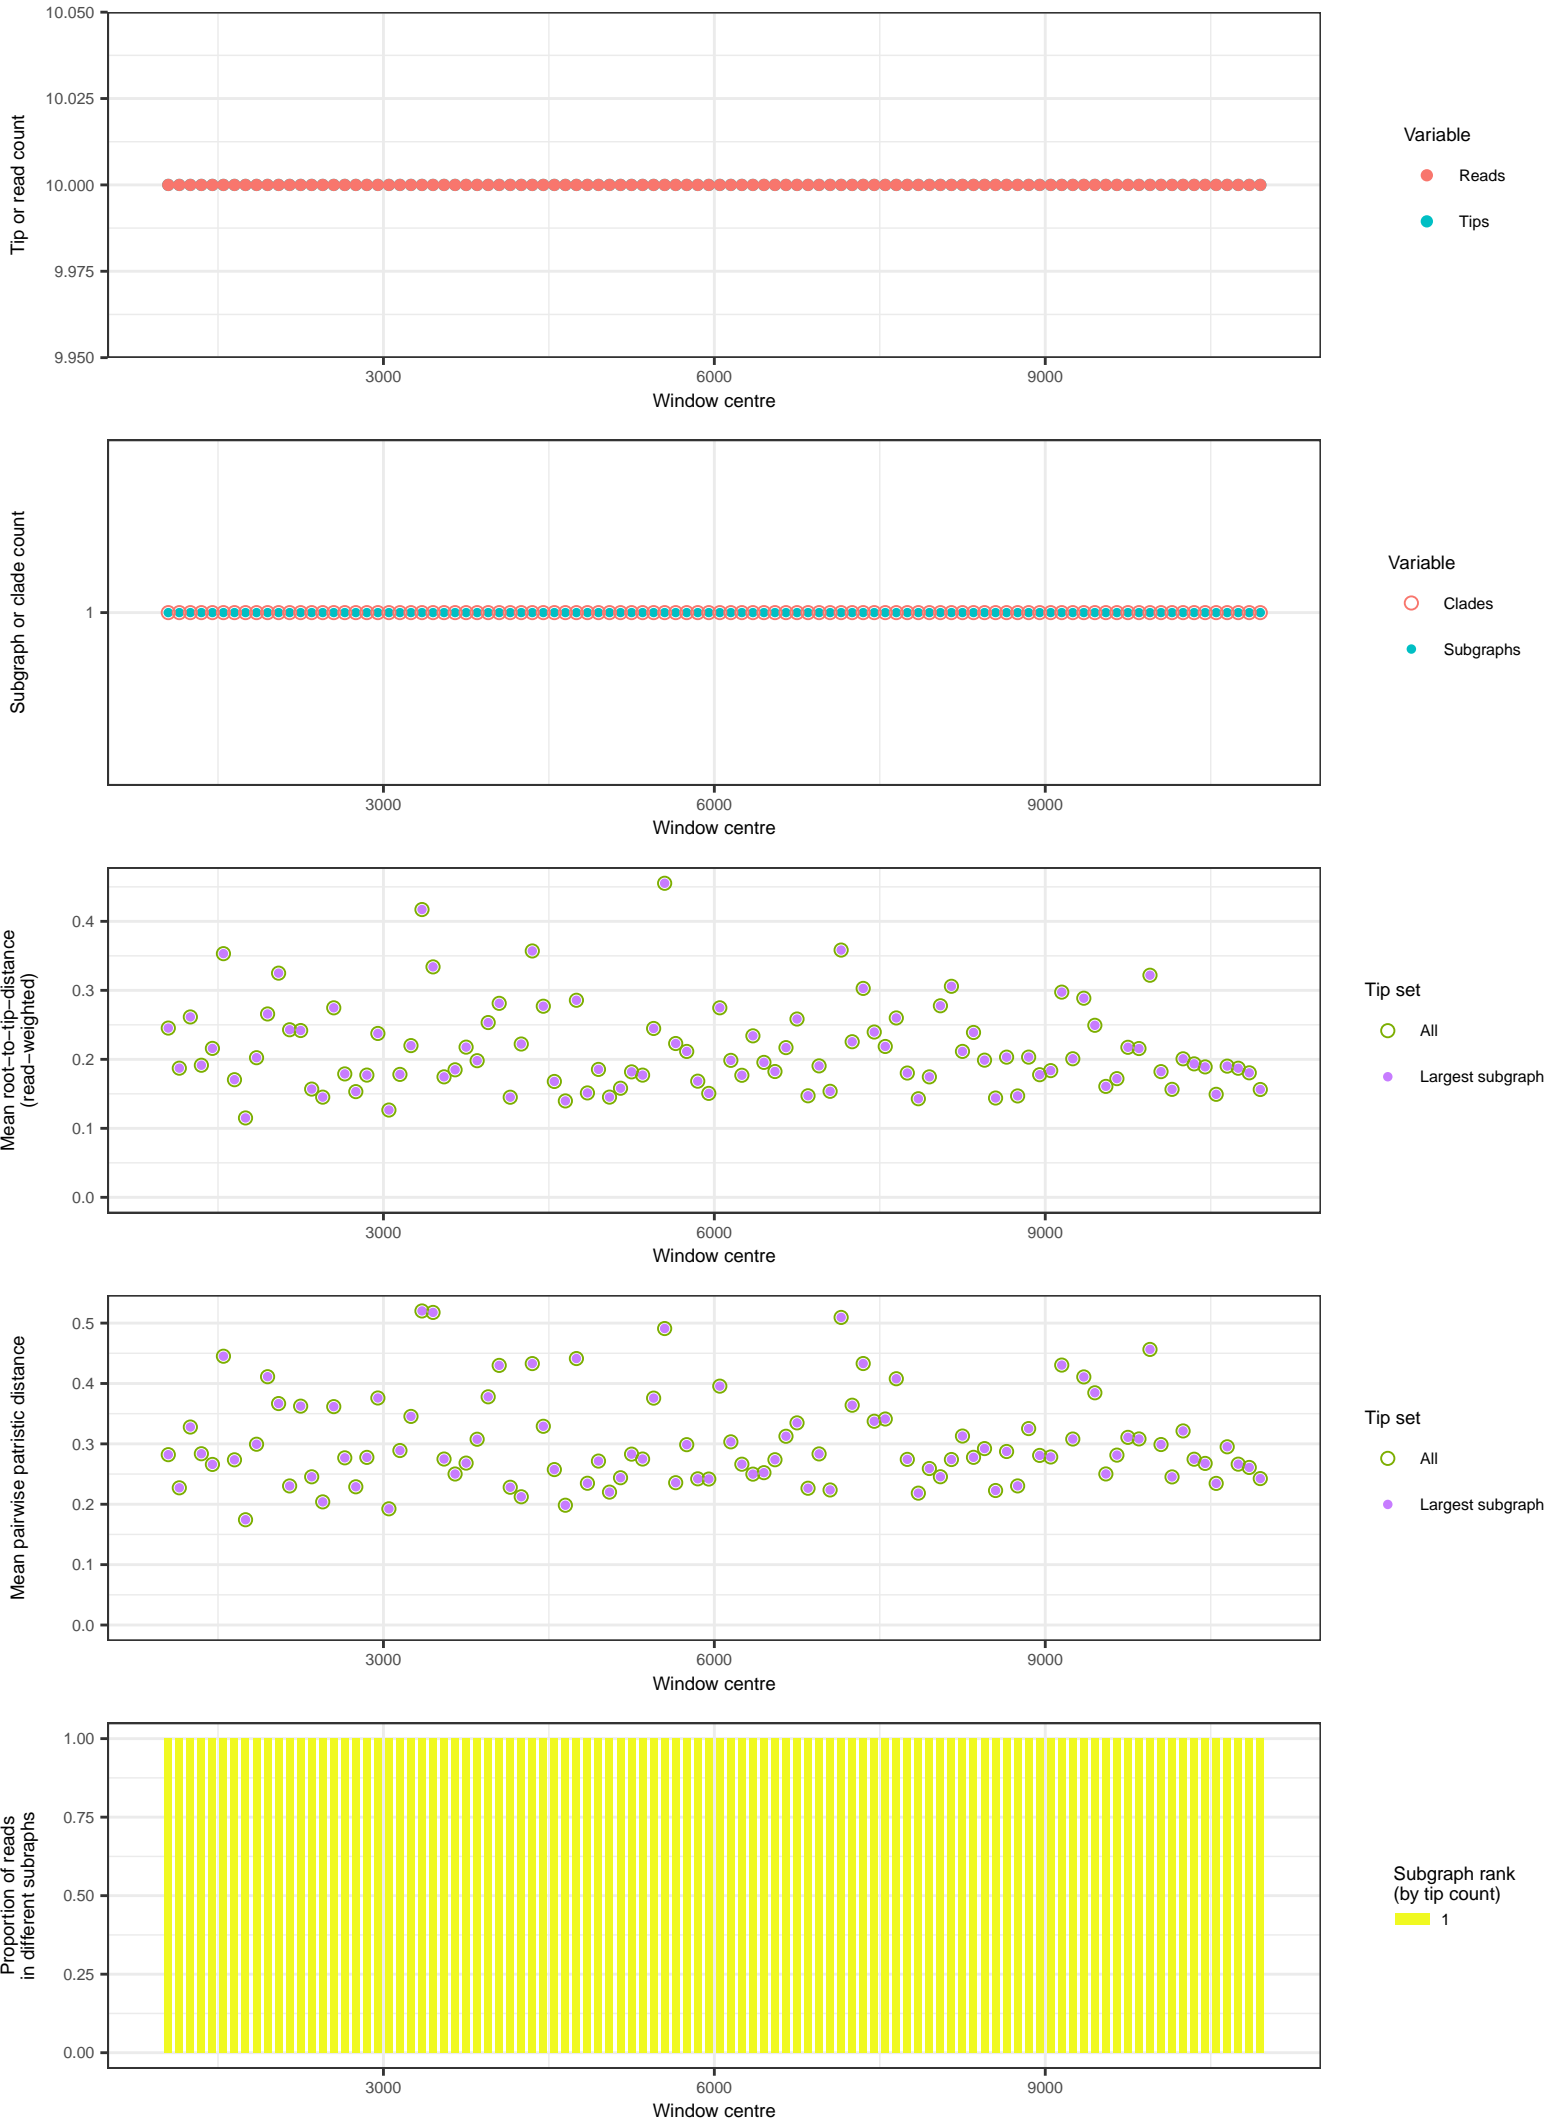 10.050
10.025
10.000
9.975
9.950
Tip or read count
3000 6000 9000
Window centre
Variable
Reads
Tips
Subgraph or clade count
1
3000 6000 9000
Window centre
Variable
Clades
Subgraphs
Mean root−to−tip−distance
(read−weighted)
0.4
0.3
0.2
0.1
0.0
3000 6000 9000
Window centre
Tip set
All
Largest subgraph
Mean pairwise patristic distance
0.5
0.4
0.3
0.2
0.1
0.0
3000 6000 9000
Window centre
Tip set
All
Largest subgraph
Proportion of reads
in different subraphs
1.00
0.75
0.50
0.25
0.00
3000 6000 9000
Window centre
Subgraph rank
(by tip count)
1